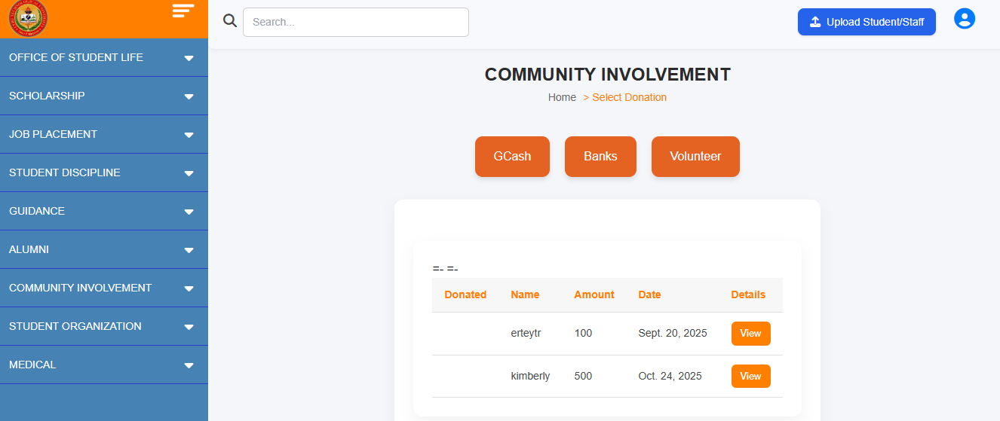 Search...
Upload Student/Staff
OFFICE OF STUDENT LIFE
SCHOLARSHIP
JOB PLACEMENT
STUDENT DISCIPLINE
GUIDANCE
ALUMNI
COMMUNITY INVOLVEMENT
STUDENT ORGANIZATION
MEDICAL
COMMUNITY INVOLVEMENT
Home > Select Donation
GCash Banks Volunteer
=- =-
Donated Name Amount Date Details
erteytr 100 Sept. 20, 2025 View
kimberly 500 Oct. 24, 2025 View